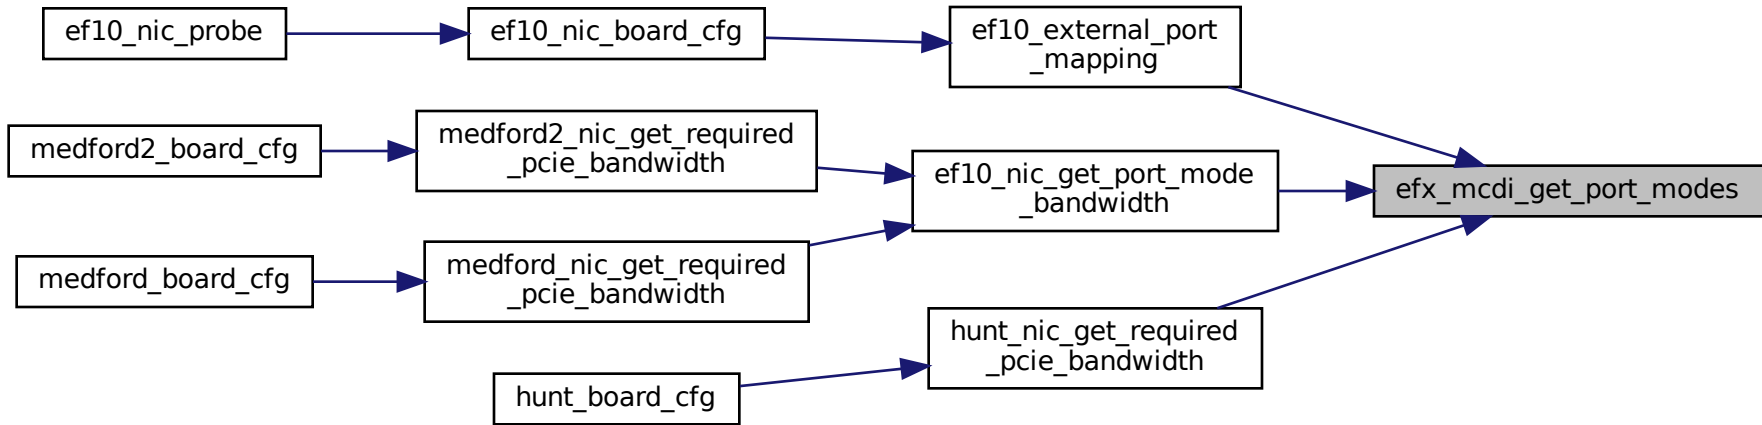 ef10_nic_probe
ef10_nic_board_cfg
ef10_external_port
_mapping
medford2_board_cfg
medford2_nic_get_required
_pcie_bandwidth
ef10_nic_get_port_mode
_bandwidth
efx_mcdi_get_port_modes
medford_board_cfg
medford_nic_get_required
_pcie_bandwidth
hunt_nic_get_required
_pcie_bandwidth
hunt_board_cfg